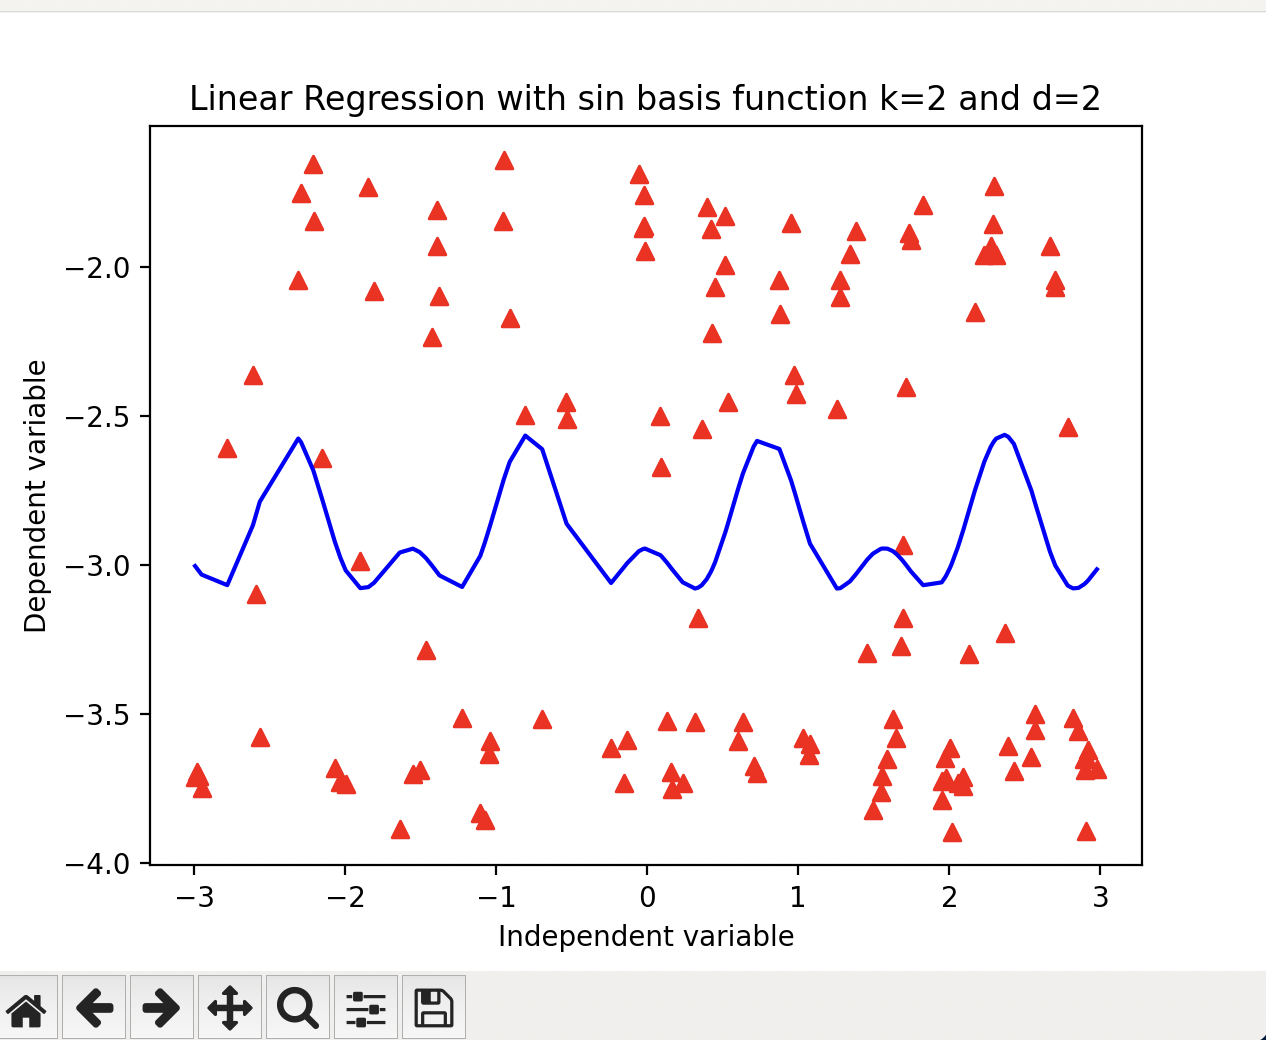 Linear Regression with sin basis function k=2 and d=2
−2.0
−2.5
−3.0
−3.5
−4.0
Dependent variable
−3 −2 −1 0 1 2 3
Independent variable